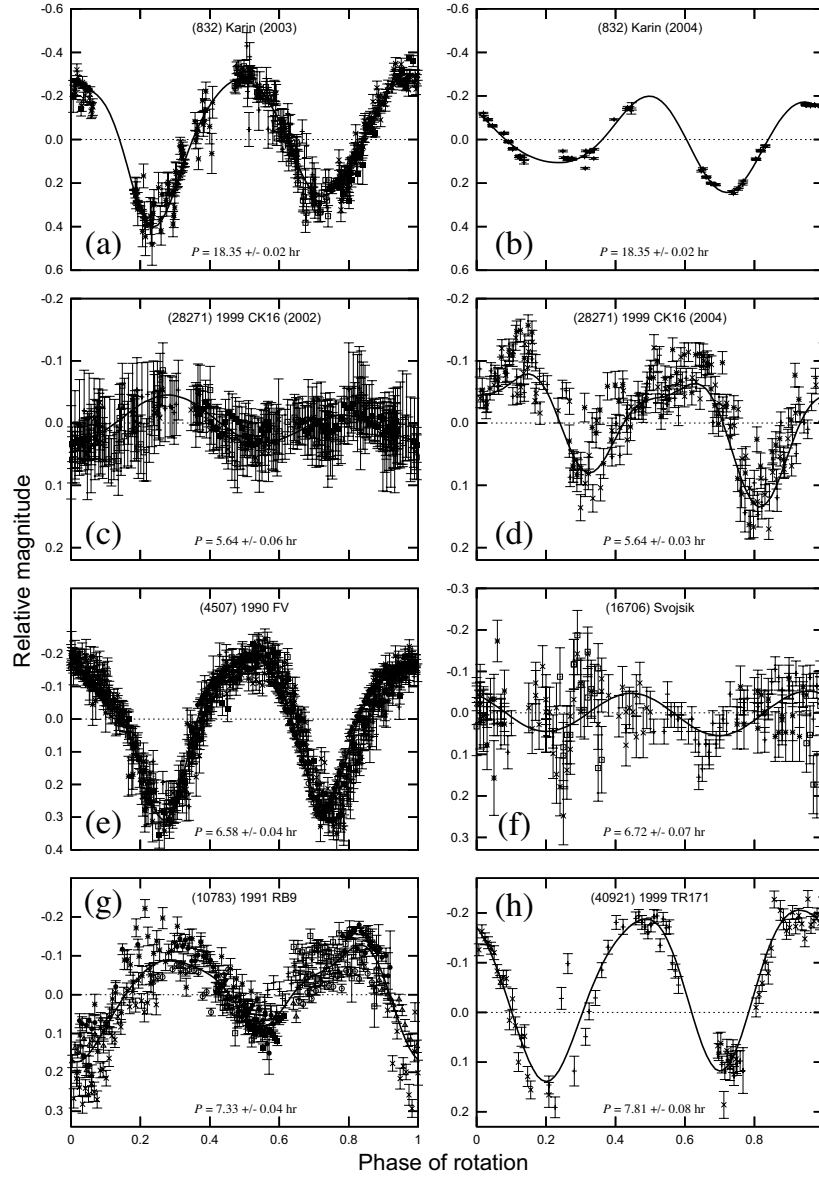 (832) Karin (2003)
-0.6
-0.4
-0.2
0.0
0.2
0.4
0.6
(a)
P = 18.35 +/- 0.02 hr
(832) Karin (2004)
-0.6
-0.4
-0.2
0.0
0.2
0.4
0.6
(b)
P = 18.35 +/- 0.02 hr
(28271) 1999 CK16 (2002)
-0.2
-0.1
0.0
0.1
0.2
(c)
P = 5.64 +/- 0.06 hr
(28271) 1999 CK16 (2004)
-0.2
-0.1
0.0
0.1
0.2
(d)
P = 5.64 +/- 0.03 hr
Relative magnitude
(4507) 1990 FV
-0.2
-0.1
0.0
0.1
0.2
0.3
0.4
(e)
P = 6.58 +/- 0.04 hr
(16706) Svojsik
-0.3
-0.2
-0.1
0.0
0.1
0.2
0.3
(f)
P = 6.72 +/- 0.07 hr
(g)
(10783) 1991 RB9
-0.2
-0.1
0.0
0.1
0.2
0.3
P = 7.33 +/- 0.04 hr
0
0.2
0.4
0.6
0.8
1
(h)
(40921) 1999 TR171
-0.2
-0.1
0.0
0.1
0.2
P = 7.81 +/- 0.08 hr
0
0.2
0.4
0.6
0.8
Phase of rotation